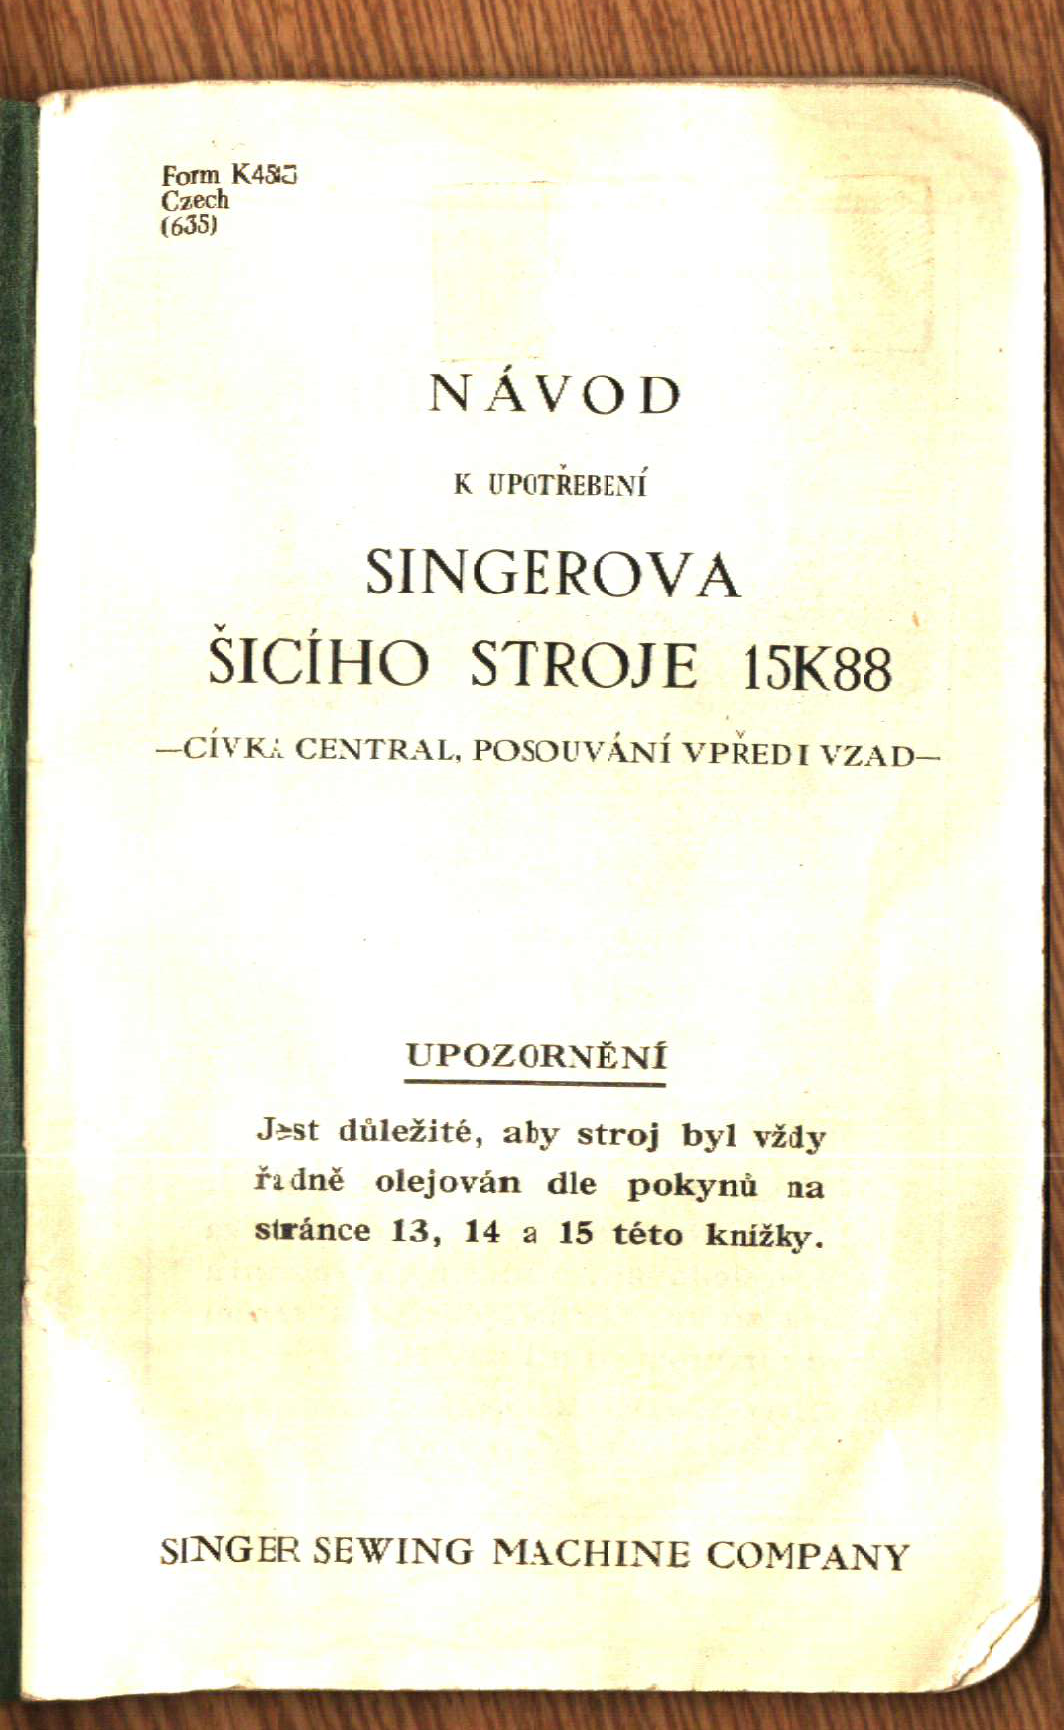 Form
Czech
(635)
NÁVOD
K UPOTŘEBENÍ
SINGEROVA
ŠICÍHO STROJE 15K88
—CÍVKA CENTRAL, POSOUVÁNÍ VPŘED I VZAD—
UPOZORNĚNÍ
Jest důležité, aby stroj byl vždy
řádně olejován dle pokynů na
stránce 13, 14 a 15 této knížky.
SINGER SEWING MACHINE COMPANY